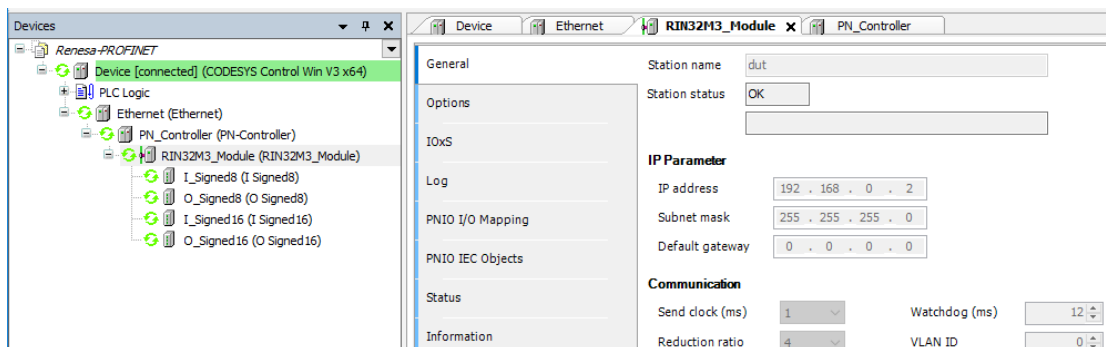 Devices
Renesa-PROFINET
Device [connected] (CODESYS Control Win V3 x64)
PLC Logic
Ethernet (Ethernet)
PN_Controller (PN-Controller)
RIN32M3_Module (RIN32M3_Module)
I_Signed8 (I Signed8)
O_Signed8 (O Signed8)
I_Signed16 (I Signed16)
O_Signed16 (O Signed16)
Device Ethernet RIN32M3_Module PN_Controller
General
Options
IOxS
Log
PNIO I/O Mapping
PNIO IEC Objects
Status
Information
Station name dut
Station status OK
IP Parameter
IP address 192 . 168 . 0 . 2
Subnet mask 255 . 255 . 255 . 0
Default gateway 0 . 0 . 0 . 0
Communication
Send clock (ms) 1 Watchdog (ms) 12
Reduction ratio 4 VLAN ID 0